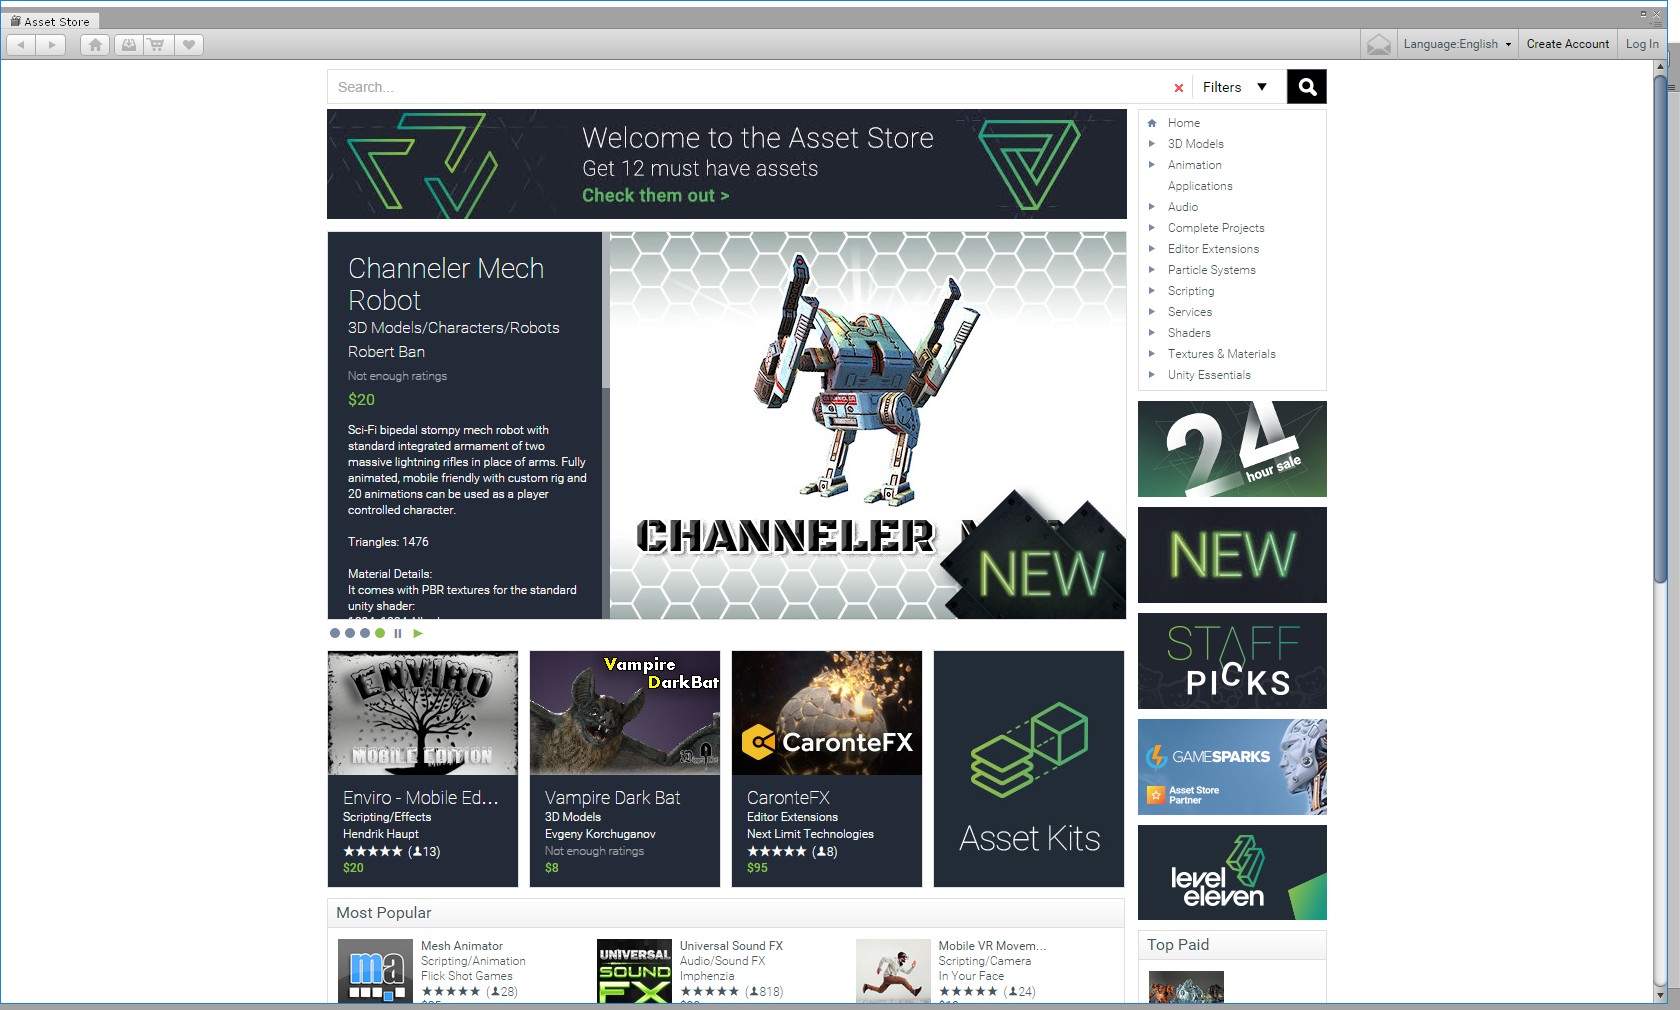 Asset Store
Language:English
Create Account
Log In
Search...
Filters
Welcome to the Asset Store
Get 12 must have assets
Check them out >
Home
3D Models
Animation
Applications
Audio
Complete Projects
Editor Extensions
Particle Systems
Scripting
Services
Shaders
Textures & Materials
Unity Essentials
Channeler Mech
Robot
3D Models/Characters/Robots
Robert Ban
Not enough ratings
$20
Sci-Fi bipedal stompy mech robot with
standard integrated armament of two
massive lightning rifles in place of arms. Fully
animated, mobile friendly with custom rig and
20 animations can be used as a player
controlled character.
Triangles: 1476
Material Details:
It comes with PBR textures for the standard
unity shader:
CHANNELER
NEW
24
hour sale
NEW
STAFF
PICKS
GAMESPARKS
Asset Store
Partner
level
eleven
ENVIRO
MOBILE EDITION
Enviro - Mobile Ed...
Scripting/Effects
Hendrik Haupt
★★★★★ (13)
$20
Vampire
DarkBat
Vampire Dark Bat
3D Models
Evgeny Korchuganov
Not enough ratings
$8
CaronteFX
CaronteFX
Editor Extensions
Next Limit Technologies
★★★★★ (8)
$95
Asset Kits
Most Popular
ma
Mesh Animator
Scripting/Animation
Flick Shot Games
★★★★★ (28)
UNIVERSAL
SOUND
FX
Universal Sound FX
Audio/Sound FX
Imphenzia
★★★★★ (818)
Mobile VR Movem...
Scripting/Camera
In Your Face
★★★★★ (24)
Top Paid